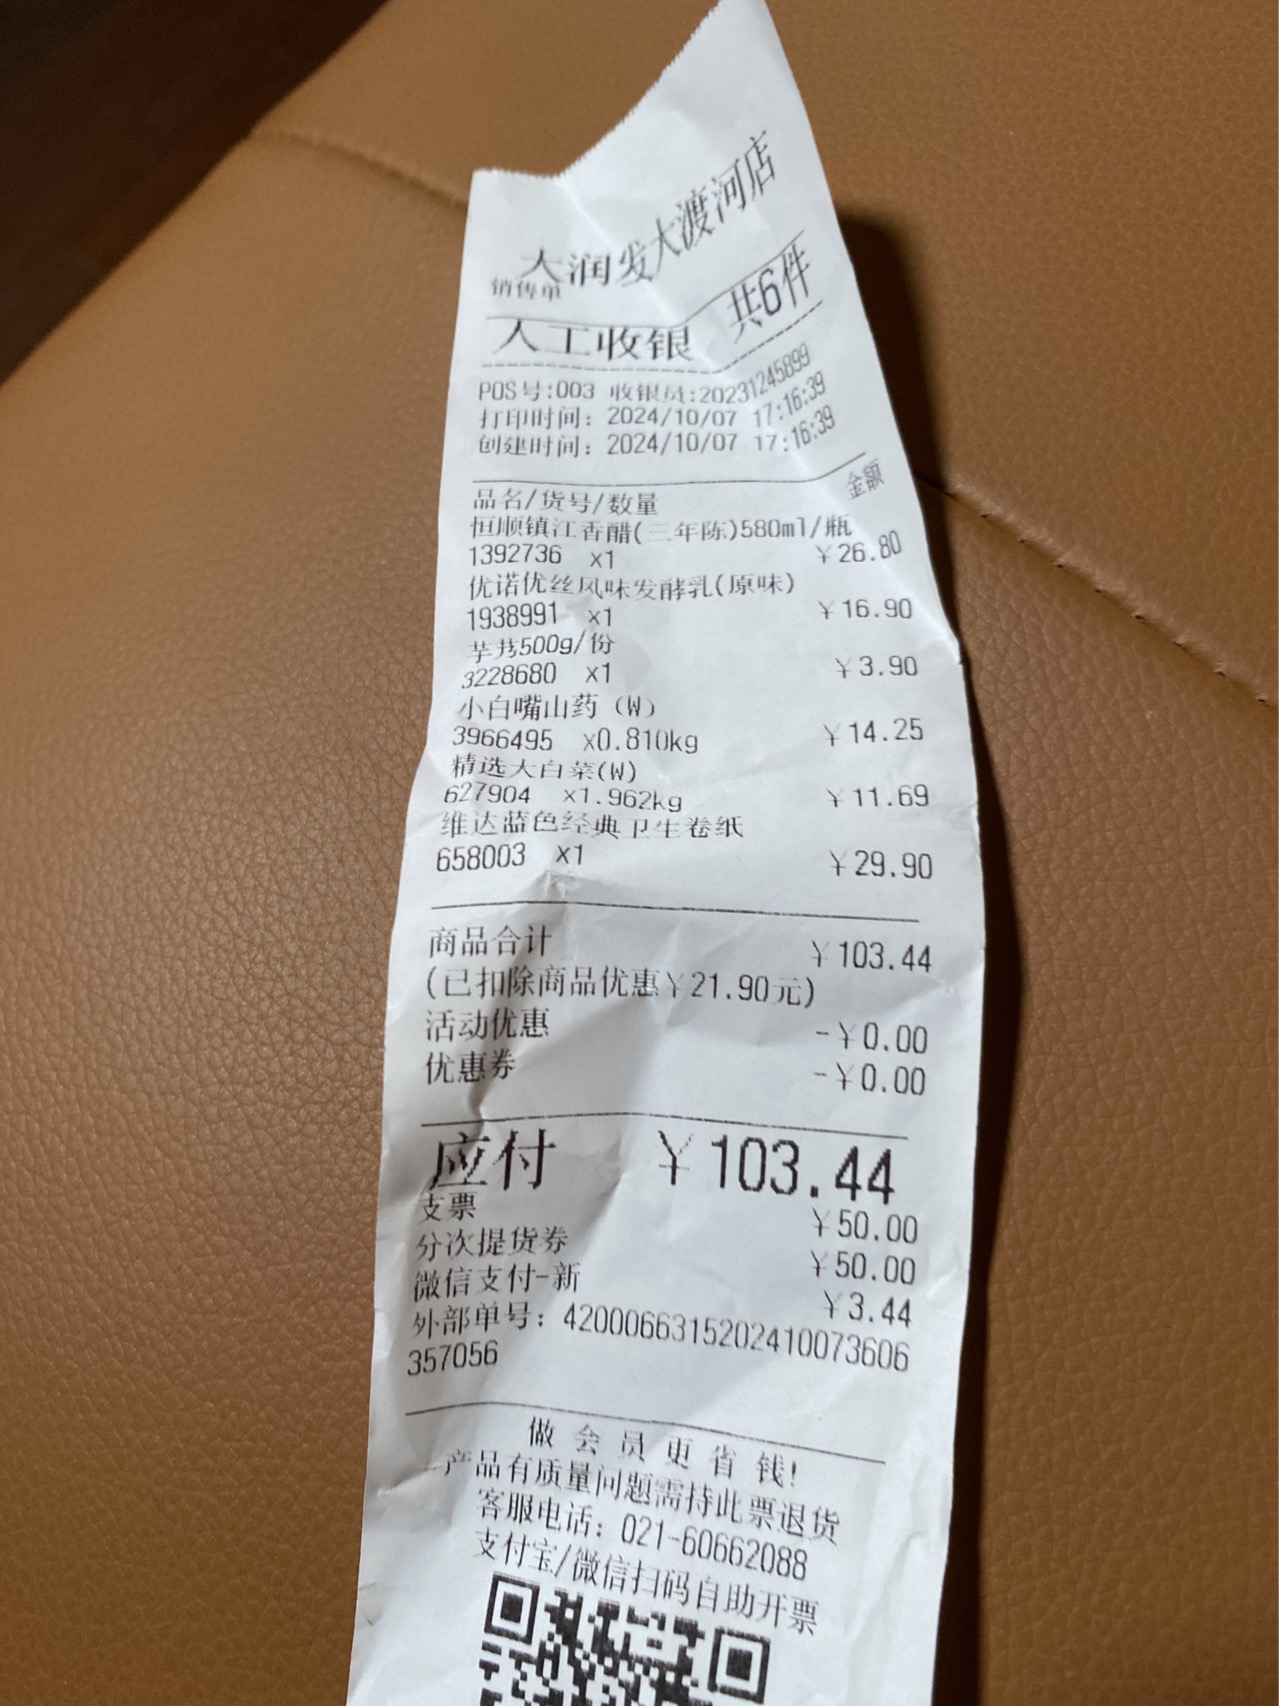 大润发大渡河店
销售单
人工收银 共6件
POS号:003 收银员:20231245899
打印时间：2024/10/07 17:16:39
创建时间：2024/10/07 17:16:39
品名/货号/数量 金额
恒顺镇江香醋(三年陈)580ml/瓶
1392736 x1 ￥26.80
优诺优丝风味发酵乳(原味)
1938991 x1 ￥16.90
芋艿500g/份
3228680 x1 ￥3.90
小白嘴山药（W）
3966495 x0.810kg ￥14.25
精选大白菜(W)
627904 x1.962kg ￥11.69
维达蓝色经典卫生卷纸
658003 x1 ￥29.90
商品合计 ￥103.44
(已扣除商品优惠￥21.90元)
活动优惠 -￥0.00
优惠券 -￥0.00
应付 ￥103.44
支票 ￥50.00
分次提货券 ￥50.00
微信支付-新 ￥3.44
外部单号：4200066315202410073606
357056
做会员更省钱!
产品有质量问题需持此票退货
客服电话：021-60662088
支付宝/微信扫码自助开票